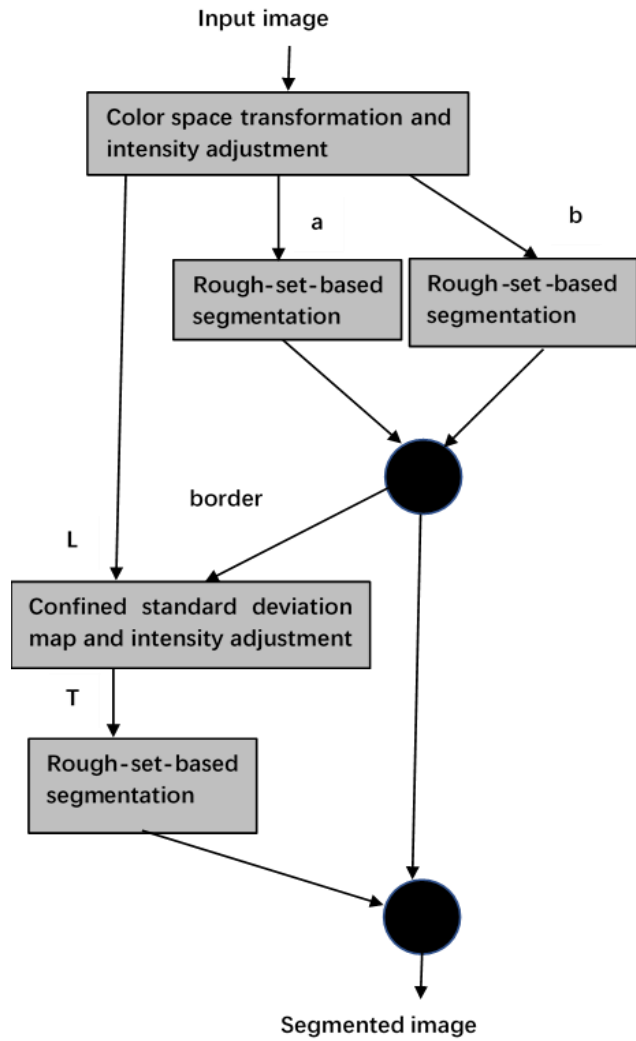 Input image
Color space transformation and
intensity adjustment
a
b
Rough-set-based
segmentation
Rough-set-based
segmentation
border
L
Confined standard deviation
map and intensity adjustment
T
Rough-set-based
segmentation
Segmented image